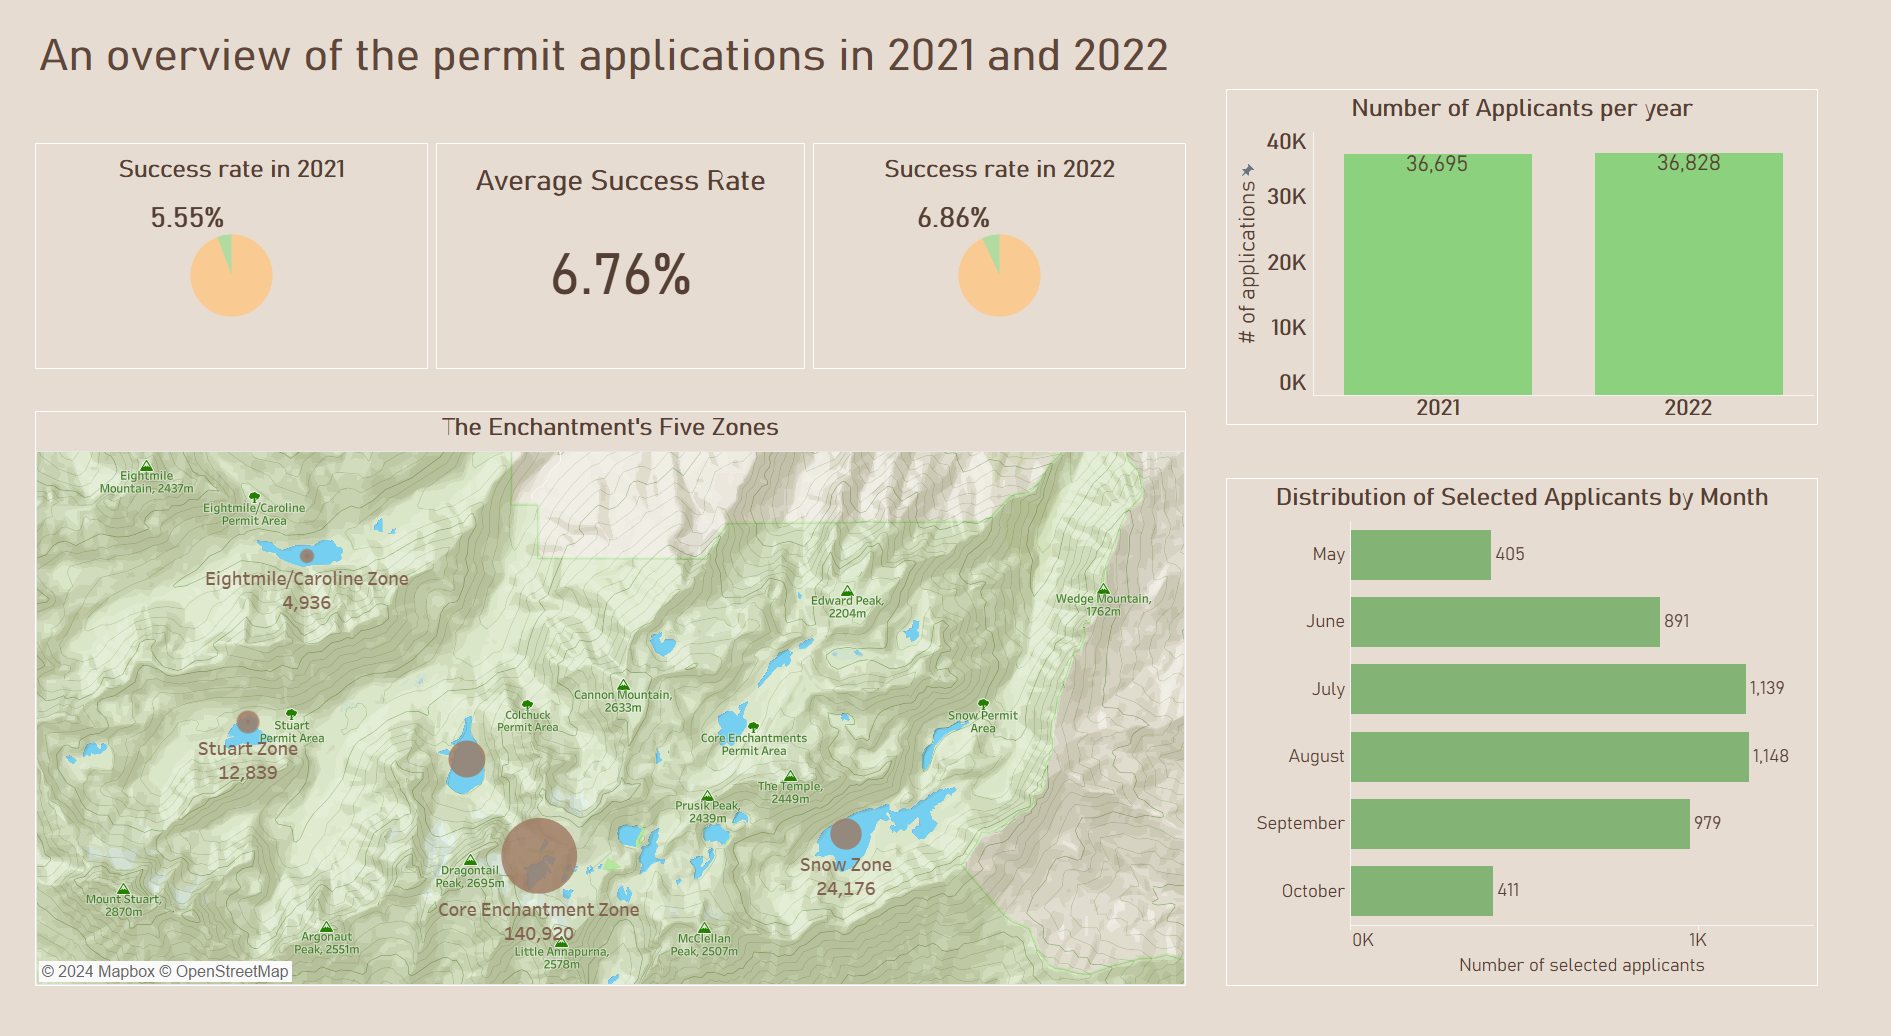 An overview of the permit applications in 2021 and 2022
Success rate in 2021
5.55%
Average Success Rate
6.76%
Success rate in 2022
6.86%
Number of Applicants per year
# of applications
40K
30K
20K
10K
0K
36,695
36,828
2021
2022
The Enchantment's Five Zones
Eightmile
Mountain, 2437m
Eightmile/Caroline
Permit Area
Eightmile/Caroline Zone
4,936
Edward Peak,
2204m
Wedge Mountain,
1762m
Cannon Mountain,
2633m
Colchuck
Permit Area
Snow Permit
Area
Stuart
Permit Area
Stuart Zone
12,839
Core Enchantments
Permit Area
The Temple,
2449m
Prusik Peak,
2439m
Dragontail
Peak, 2695m
Snow Zone
24,176
Mount Stuart,
2870m
Core Enchantment Zone
140,920
Argonaut
Peak, 2551m
Little Annapurna,
2578m
McClellan
Peak, 2507m
© 2024 Mapbox © OpenStreetMap
Distribution of Selected Applicants by Month
May
405
June
891
July
1,139
August
1,148
September
979
October
411
0K
1K
Number of selected applicants